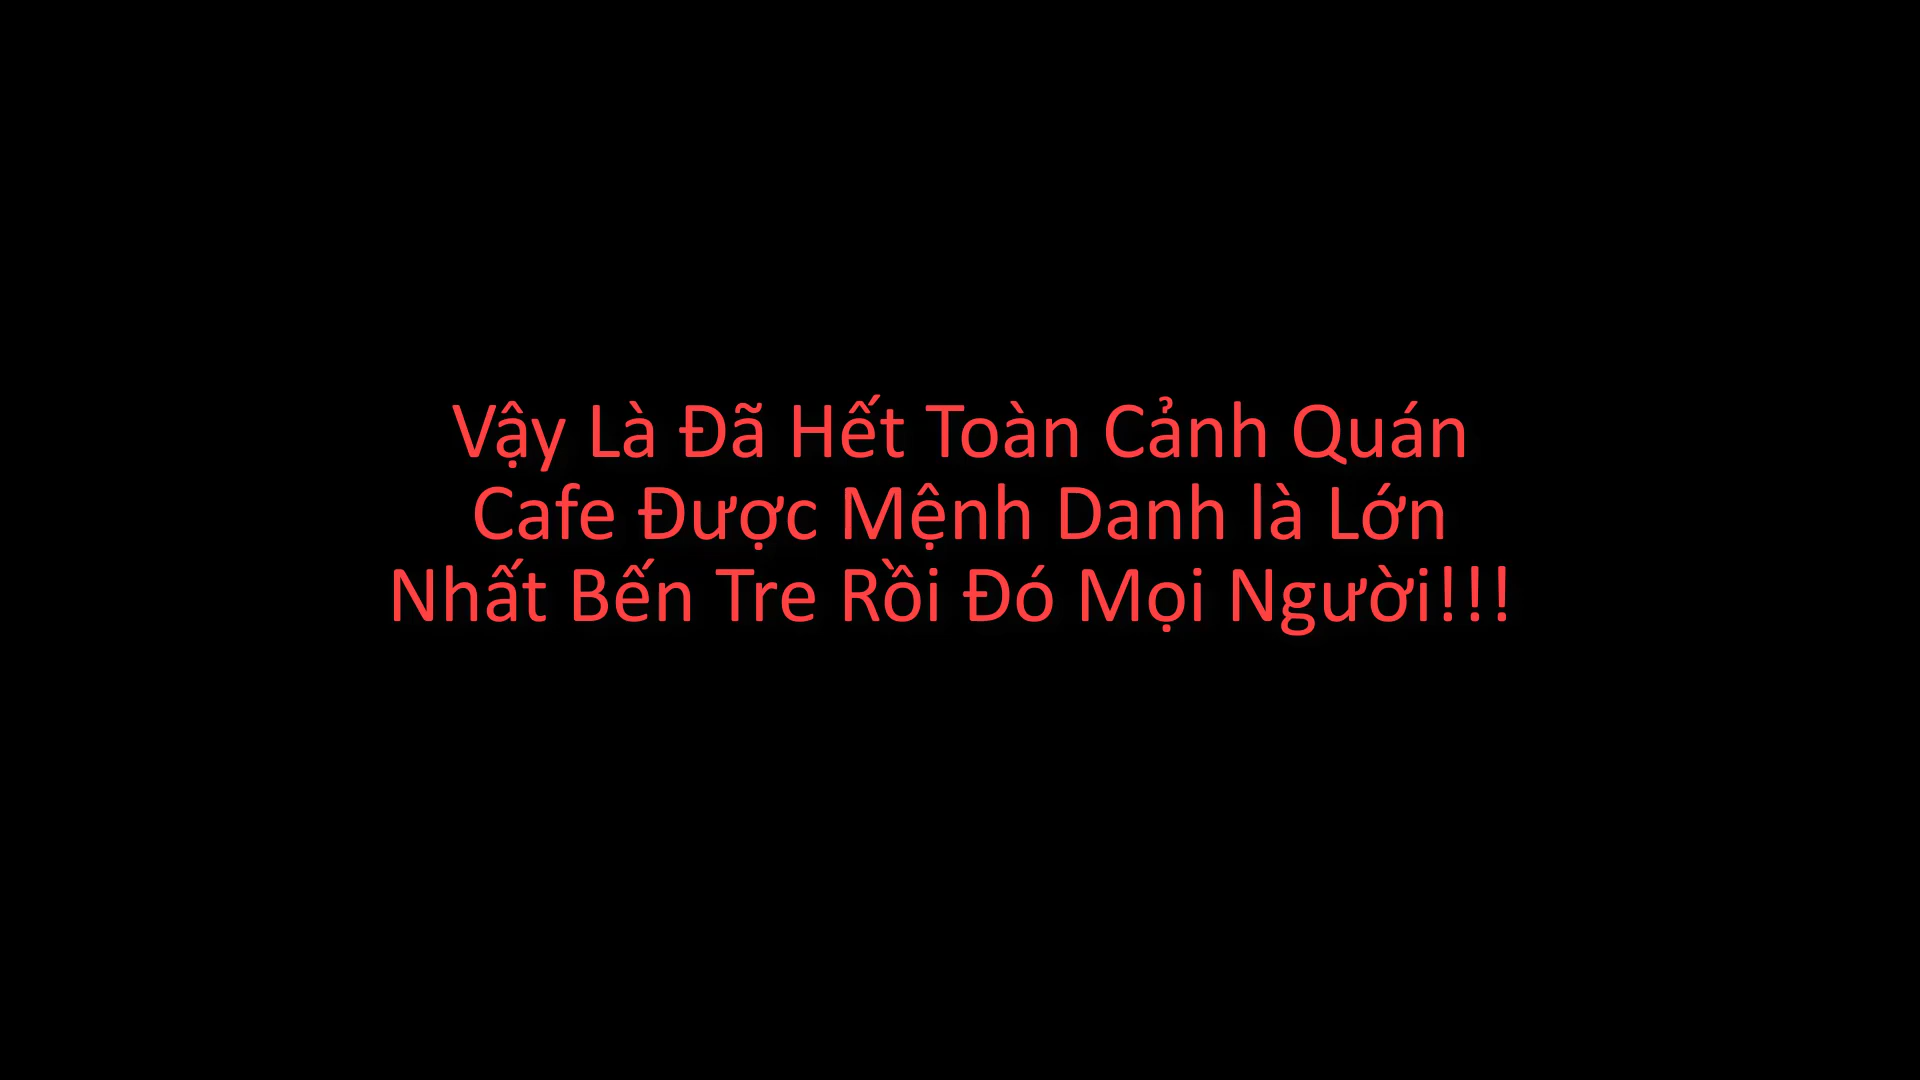 Vậy Là Đã Hết Toàn Cảnh Quán
Cafe Được Mệnh Danh là Lớn
Nhất Bến Tre Rồi Đó Mọi Người!!!